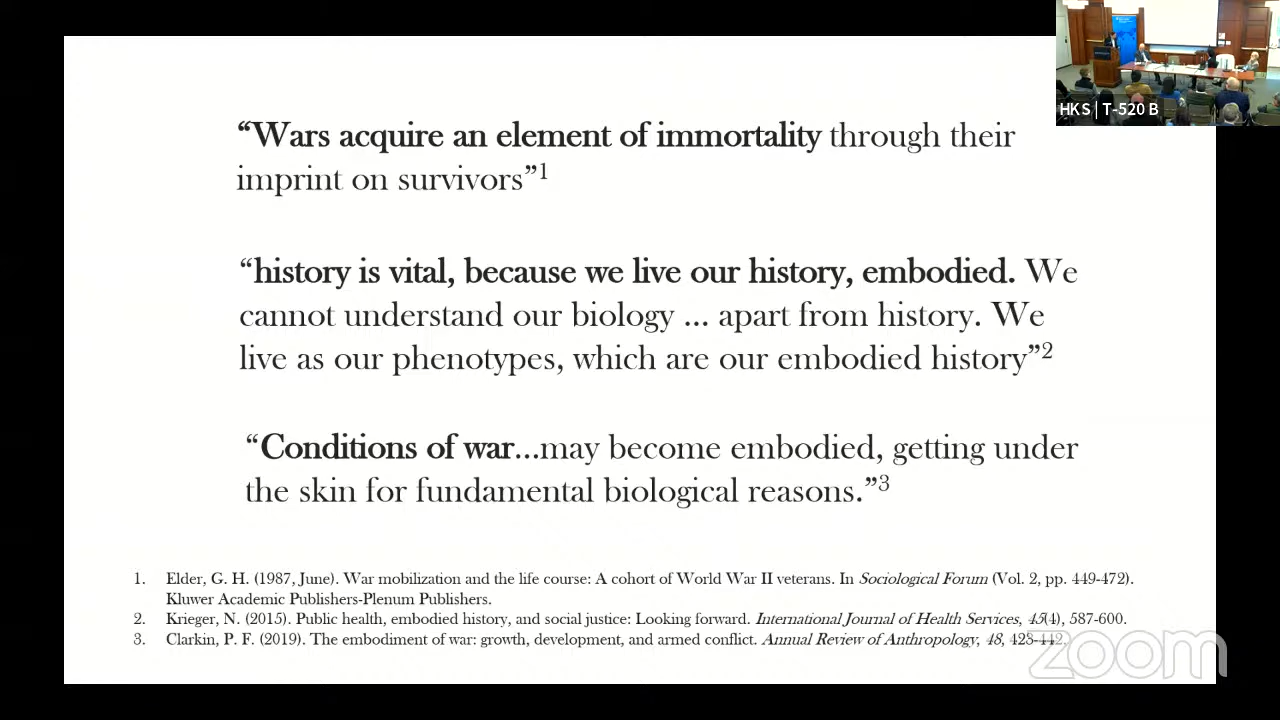 HKS | T-520 B
“Wars acquire an element of immortality through their
imprint on survivors”1
“history is vital, because we live our history, embodied. We
cannot understand our biology ... apart from history. We
live as our phenotypes, which are our embodied history”2
“Conditions of war...may become embodied, getting under
the skin for fundamental biological reasons.”3
1. Elder, G. H. (1987, June). War mobilization and the life course: A cohort of World War II veterans. In Sociological Forum (Vol. 2, pp. 449-472).
Kluwer Academic Publishers-Plenum Publishers.
2. Krieger, N. (2015). Public health, embodied history, and social justice: Looking forward. International Journal of Health Services, 45(4), 587-600.
3. Clarkin, P. F. (2019). The embodiment of war: growth, development, and armed conflict. Annual Review of Anthropology, 48, 423-442.
zoom